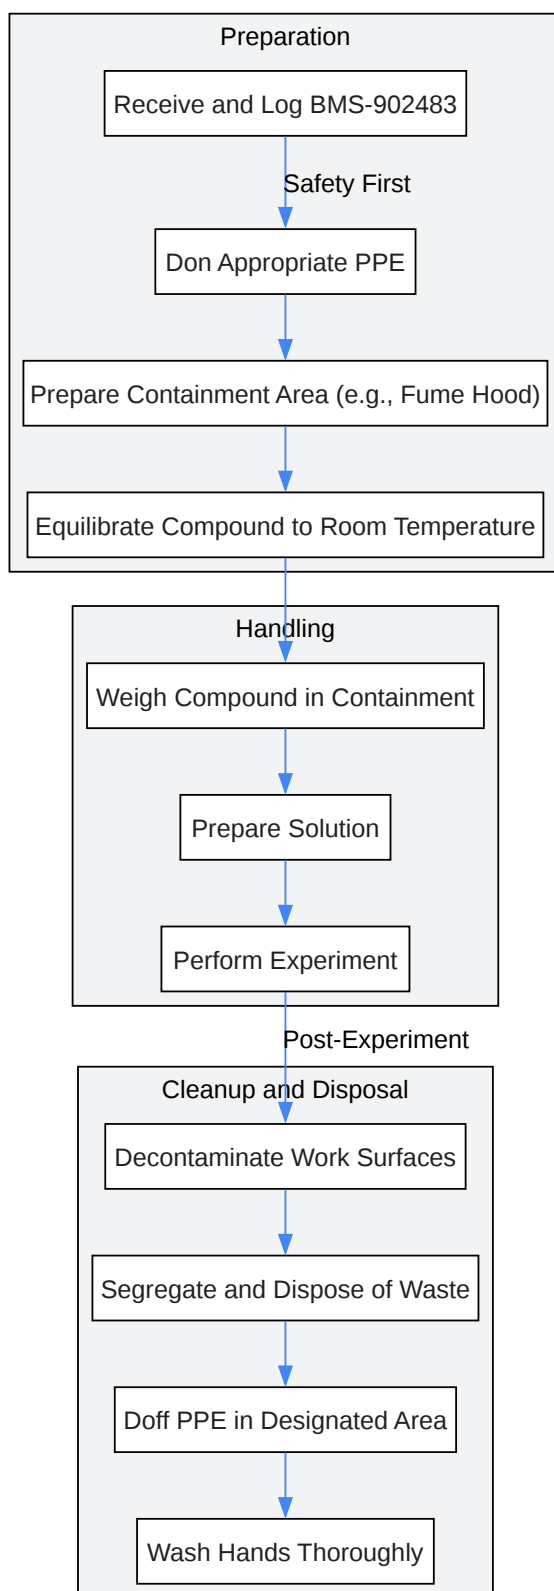 Preparation
Receive and Log BMS-902483
Safety First
Don Appropriate PPE
Prepare Containment Area (e.g., Fume Hood)
Equilibrate Compound to Room Temperature
Handling
Weigh Compound in Containment
Prepare Solution
Perform Experiment
Post-Experiment
Cleanup and Disposal
Decontaminate Work Surfaces
Segregate and Dispose of Waste
Doff PPE in Designated Area
Wash Hands Thoroughly